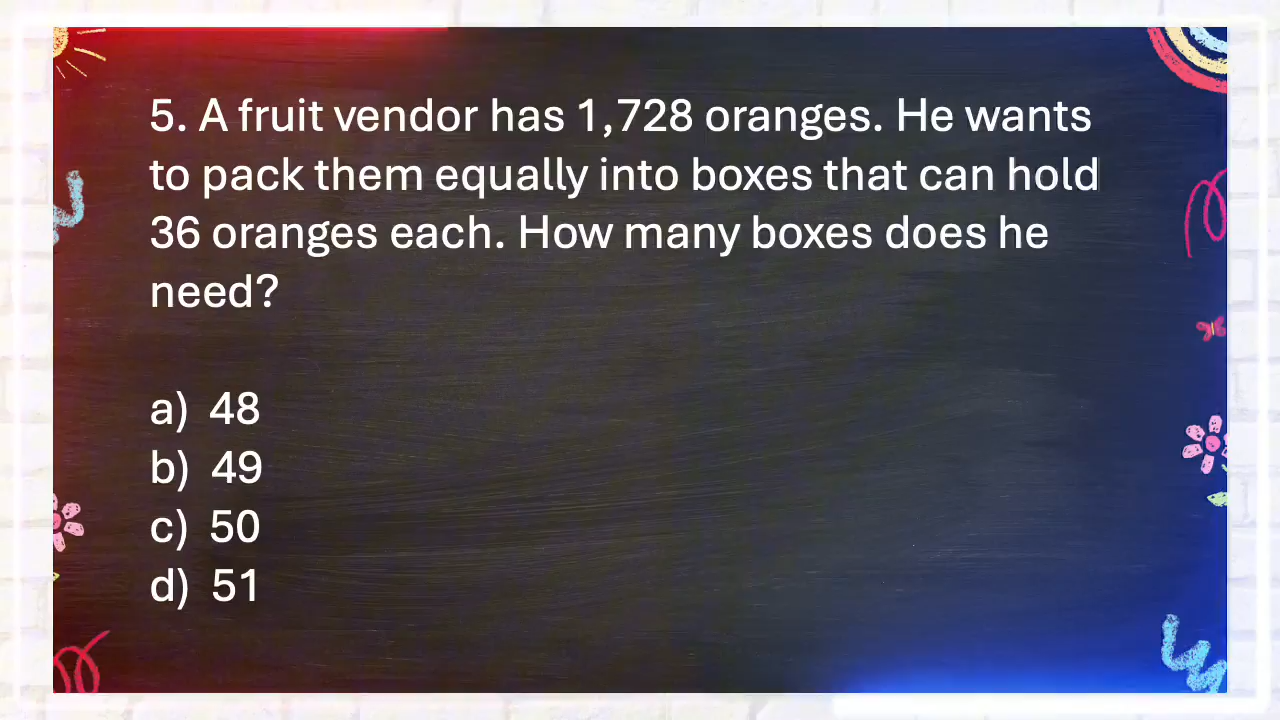 5. A fruit vendor has 1,728 oranges. He wants
to pack them equally into boxes that can hold
36 oranges each. How many boxes does he
need?
a) 48
b) 49
c) 50
d) 51